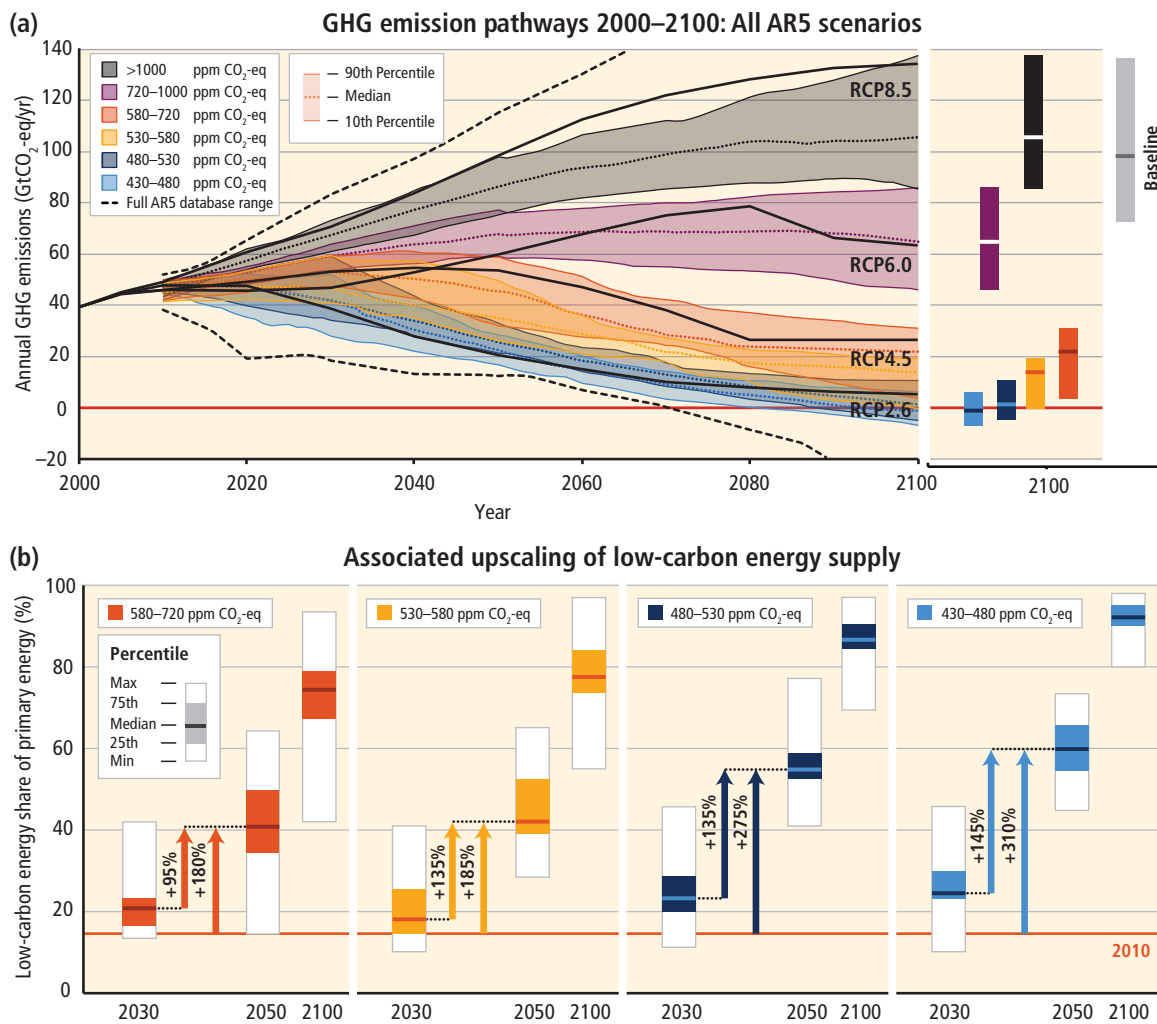 (a)
GHG emission pathways 2000–2100: All AR5 scenarios
Annual GHG emissions (GtCO₂-eq/yr)
140
120
100
80
60
40
20
0
–20
>1000 ppm CO₂-eq
720–1000 ppm CO₂-eq
580–720 ppm CO₂-eq
530–580 ppm CO₂-eq
480–530 ppm CO₂-eq
430–480 ppm CO₂-eq
Full AR5 database range
90th Percentile
Median
10th Percentile
RCP8.5
RCP6.0
RCP4.5
RCP2.6
Baseline
2000 2020 2040 2060 2080 2100
2100
Year
(b)
Associated upscaling of low-carbon energy supply
Low-carbon energy share of primary energy (%)
100
80
60
40
20
0
580–720 ppm CO₂-eq
Percentile
Max
75th
Median
25th
Min
+95%
+180%
2030 2050 2100
530–580 ppm CO₂-eq
+135%
+185%
2030 2050 2100
480–530 ppm CO₂-eq
+135%
+275%
2030 2050 2100
430–480 ppm CO₂-eq
+145%
+310%
2010
2030 2050 2100